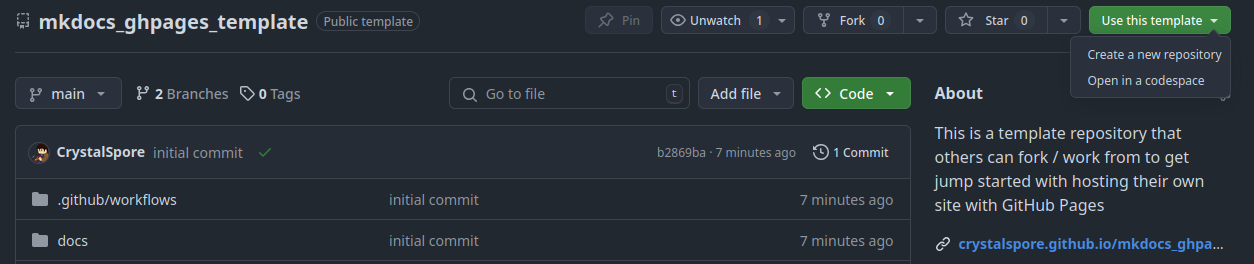 mkdocs_ghpages_template Public template Pin Unwatch 1 Fork 0 Star 0 Use this template
Create a new repository
Open in a codespace
main 2 Branches 0 Tags Go to file t Add file Code
About
This is a template repository that
others can fork / work from to get
jump started with hosting their own
site with GitHub Pages
crystalspore.github.io/mkdocs_ghpa...
CrystalSpore initial commit b2869ba · 7 minutes ago 1 Commit
.github/workflows initial commit 7 minutes ago
docs initial commit 7 minutes ago